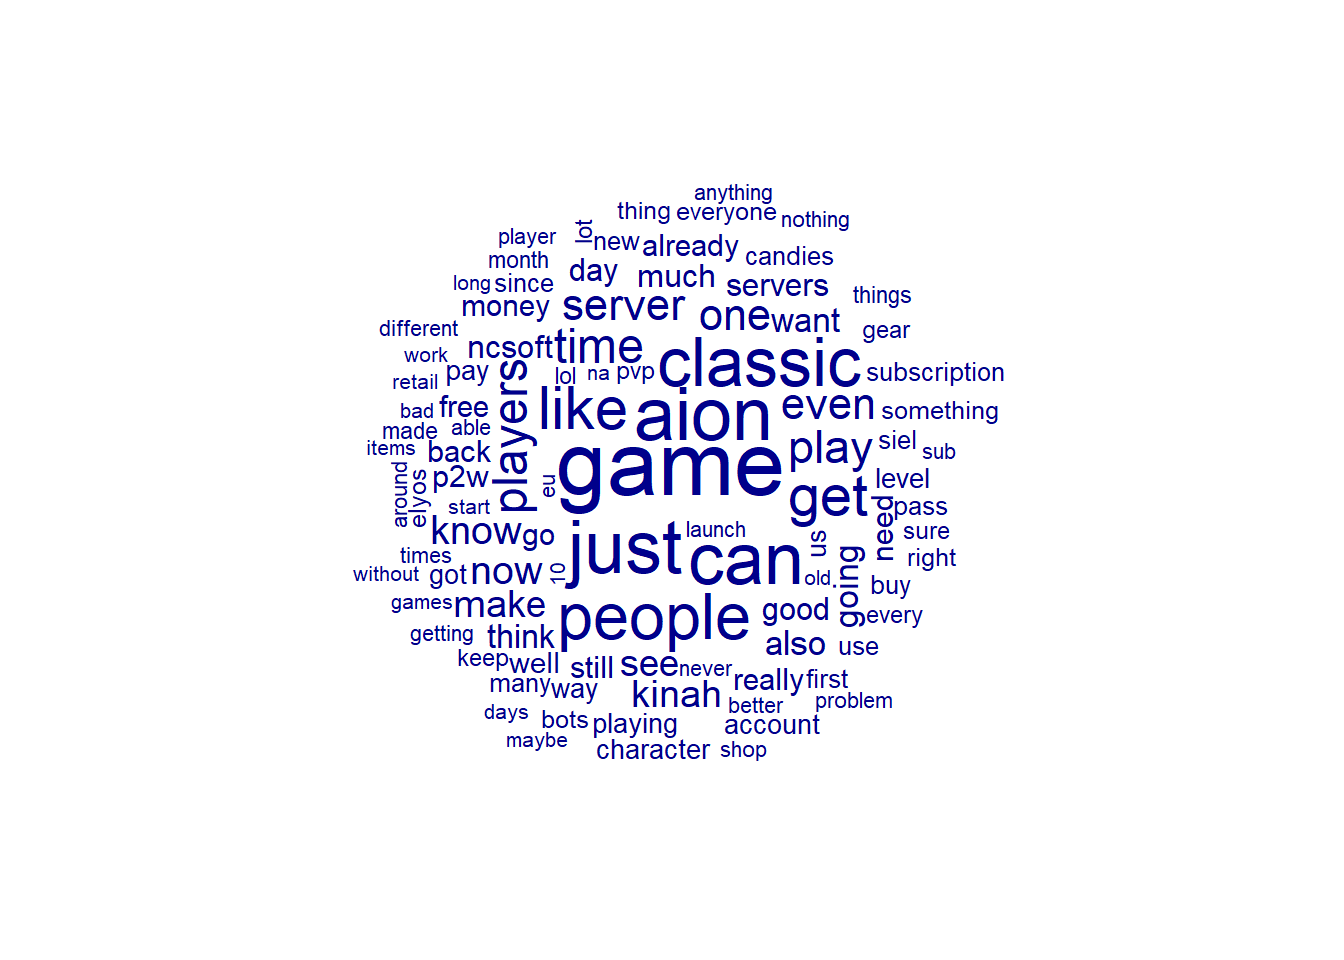 anything
thing everyone nothing
player lot new already candies
month day much servers
long since things
money server one want gear
different ncsoft time classic
work pay lol na pvp subscription
retail players like aion even something
bad free
made able play siel sub
items back game
around elyos p2w eu get level
start need pass
know go just launch us sure
times can right
without got now 10 old going buy
games make people good every
getting think also use
keep well still see never really first
many way kinah better problem
days bots playing account
maybe character shop